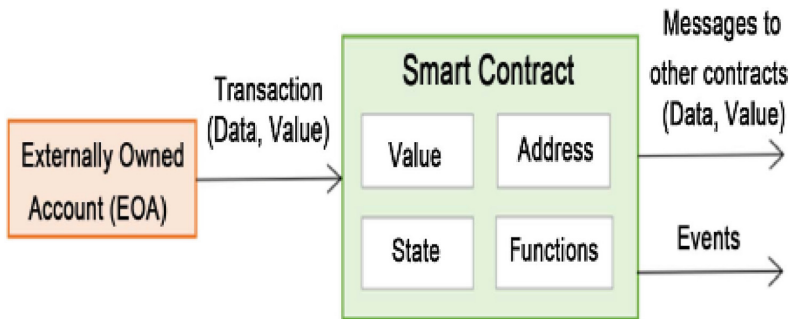 Externally Owned
Account (EOA)
Transaction
(Data, Value)
Smart Contract
Value
Address
State
Functions
Messages to
other contracts
(Data, Value)
Events